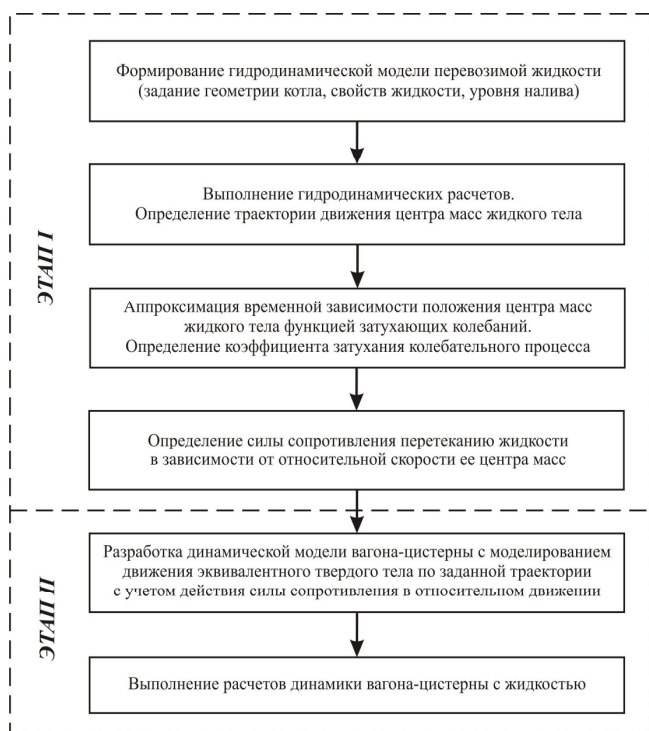 ЭТАП I
Формирование гидродинамической модели перевозимой жидкости
(задание геометрии котла, свойств жидкости, уровня налива)
Выполнение гидродинамических расчетов.
Определение траектории движения центра масс жидкого тела
Аппроксимация временной зависимости положения центра масс
жидкого тела функцией затухающих колебаний.
Определение коэффициента затухания колебательного процесса
Определение силы сопротивления перетеканию жидкости
в зависимости от относительной скорости ее центра масс
ЭТАП II
Разработка динамической модели вагона-цистерны с моделированием
движения эквивалентного твердого тела по заданной траектории
с учетом действия силы сопротивления в относительном движении
Выполнение расчетов динамики вагона-цистерны с жидкостью